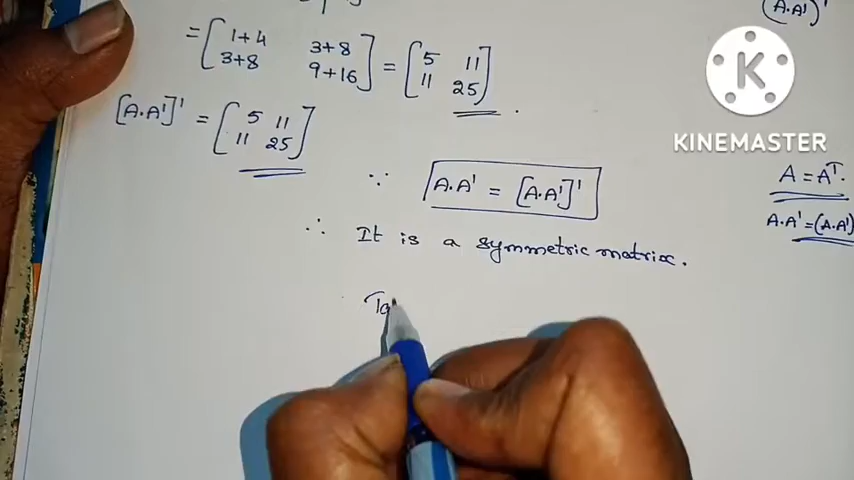 (A.A')'
= [1+4 3+8] = [5 11]
[3+8 9+16] [11 25] .
[A.A']' = [5 11]
[11 25]
∵ A.A' = [A.A']'
∴ It is a symmetric matrix.
A = Aᵀ.
A.A' = (A.A')
Ta
K
KINEMASTER